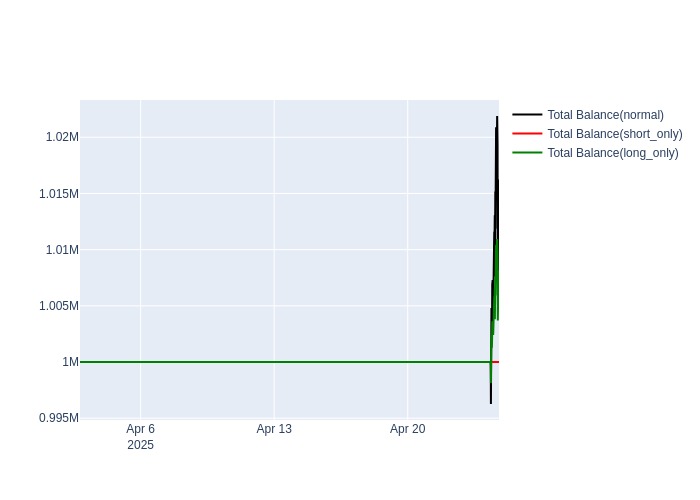 1.02M
1.015M
1.01M
1.005M
1M
0.995M
Apr 6
2025
Apr 13
Apr 20
Total Balance(normal)
Total Balance(short_only)
Total Balance(long_only)